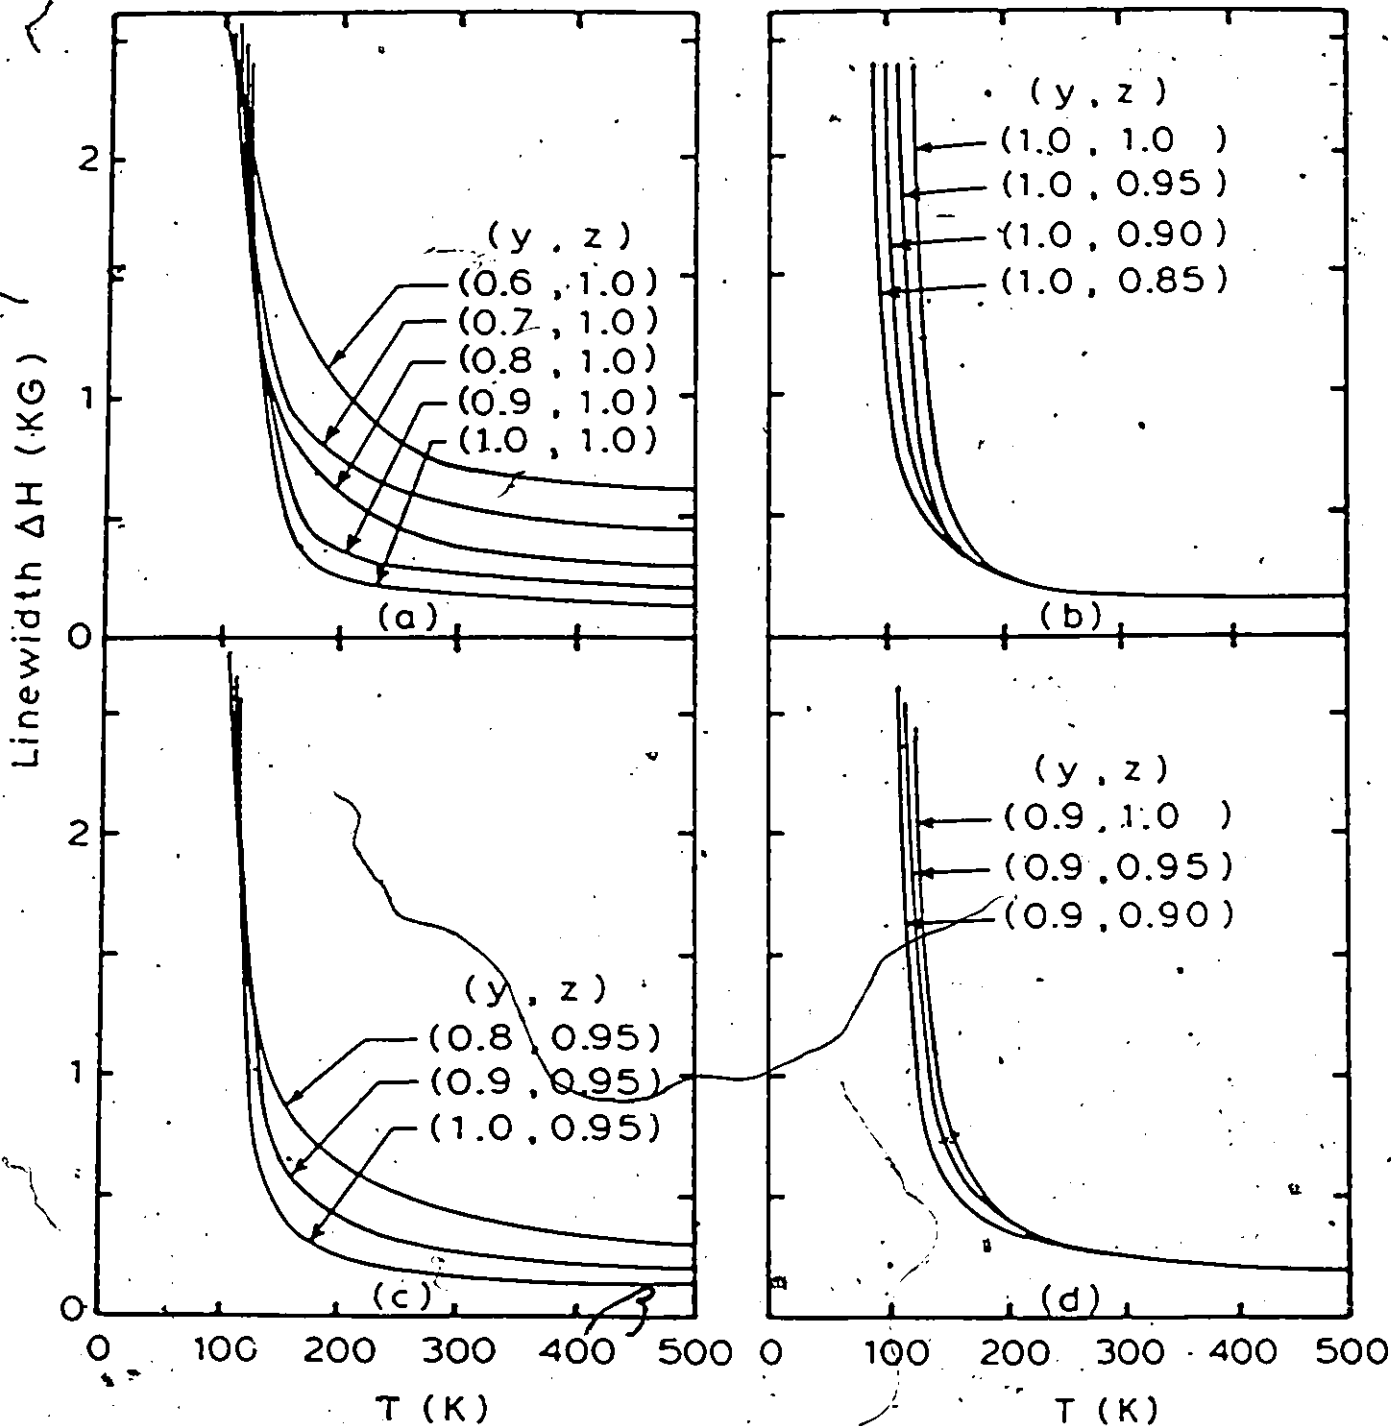 Linewidth ΔH (KG)
2
1
0
(y, z)
(0.6, 1.0)
(0.7, 1.0)
(0.8, 1.0)
(0.9, 1.0)
(1.0, 1.0)
(a)
(y, z)
(1.0, 1.0 )
(1.0, 0.95)
(1.0, 0.90)
(1.0, 0.85)
(b)
2
1
0
(y, z)
(0.8, 0.95)
(0.9, 0.95)
(1.0, 0.95)
(c)
0 100 200 300 400 500
T (K)
(y, z)
(0.9, 1.0 )
(0.9, 0.95)
(0.9, 0.90)
(d)
0 100 200 300 400 500
T (K)